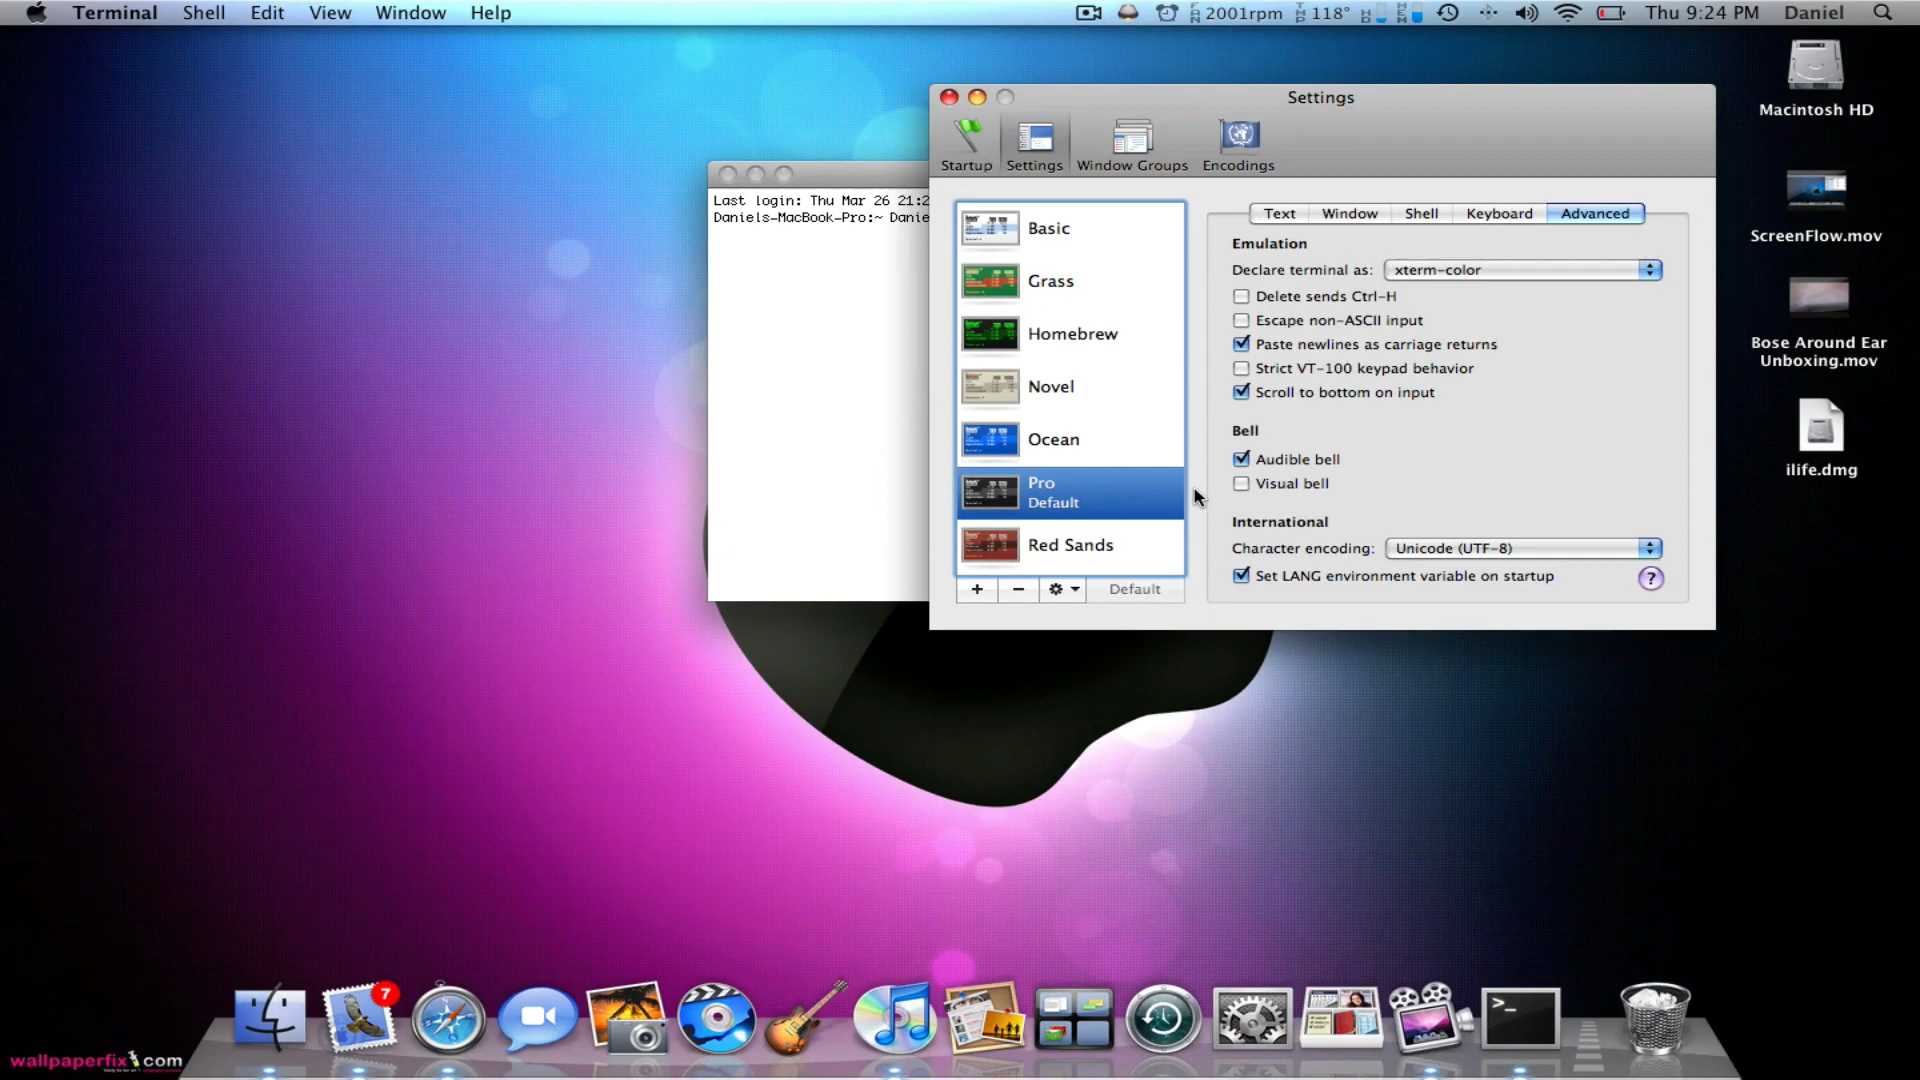 Terminal Shell Edit View Window Help
FAN 2001rpm TMP 118° HD MEM Thu 9:24 PM Daniel
Macintosh HD
ScreenFlow.mov
Bose Around Ear
Unboxing.mov
ilife.dmg
Last login: Thu Mar 26 21:2
Daniels-MacBook-Pro:~ Danie
Settings
Startup Settings Window Groups Encodings
Basic
Grass
Homebrew
Novel
Ocean
Pro
Default
Red Sands
+ − Default
Text Window Shell Keyboard Advanced
Emulation
Declare terminal as: xterm-color
Delete sends Ctrl-H
Escape non-ASCII input
Paste newlines as carriage returns
Strict VT-100 keypad behavior
Scroll to bottom on input
Bell
Audible bell
Visual bell
International
Character encoding: Unicode (UTF-8)
Set LANG environment variable on startup ?
7
>_
wallpaperfix.com